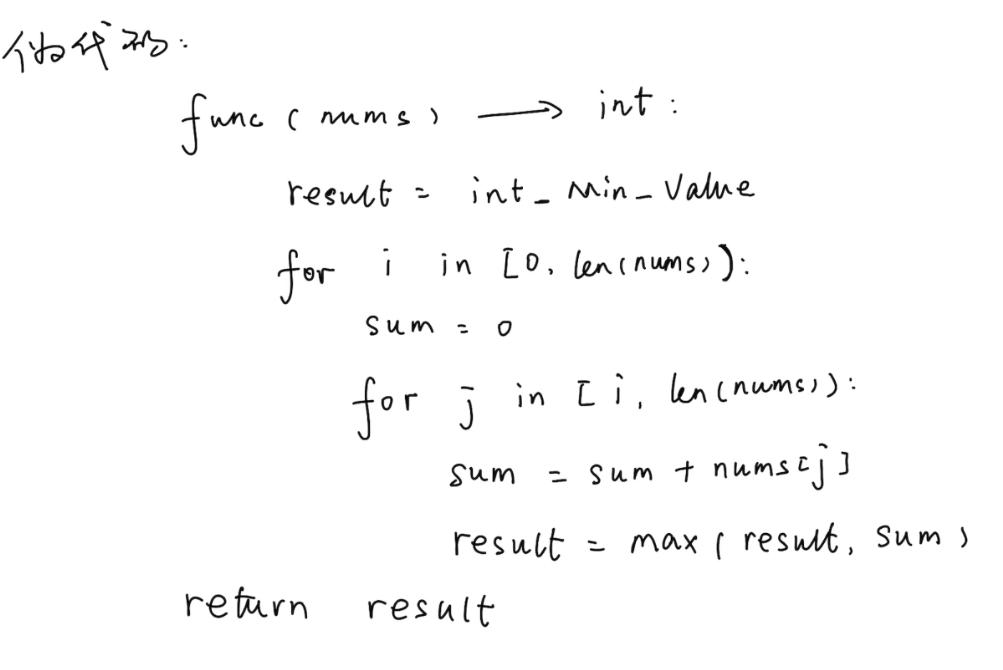 伪代码:
func(nums) → int:
result = int_Min_Value
for i in [0, len(nums)):
sum = 0
for j in [i, len(nums)):
sum = sum + nums[j]
result = max(result, sum)
return result